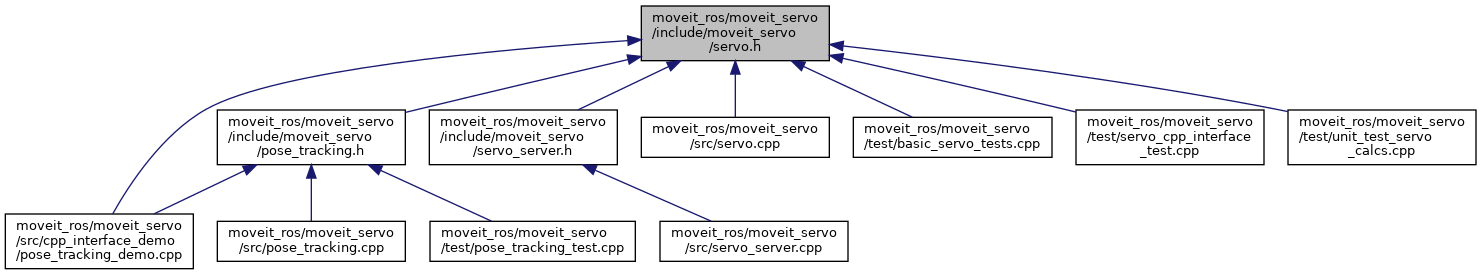 moveit_ros/moveit_servo
/include/moveit_servo
/servo.h
moveit_ros/moveit_servo
/include/moveit_servo
/pose_tracking.h
moveit_ros/moveit_servo
/include/moveit_servo
/servo_server.h
moveit_ros/moveit_servo
/src/servo.cpp
moveit_ros/moveit_servo
/test/basic_servo_tests.cpp
moveit_ros/moveit_servo
/test/servo_cpp_interface
_test.cpp
moveit_ros/moveit_servo
/test/unit_test_servo
_calcs.cpp
moveit_ros/moveit_servo
/src/cpp_interface_demo
/pose_tracking_demo.cpp
moveit_ros/moveit_servo
/src/pose_tracking.cpp
moveit_ros/moveit_servo
/test/pose_tracking_test.cpp
moveit_ros/moveit_servo
/src/servo_server.cpp